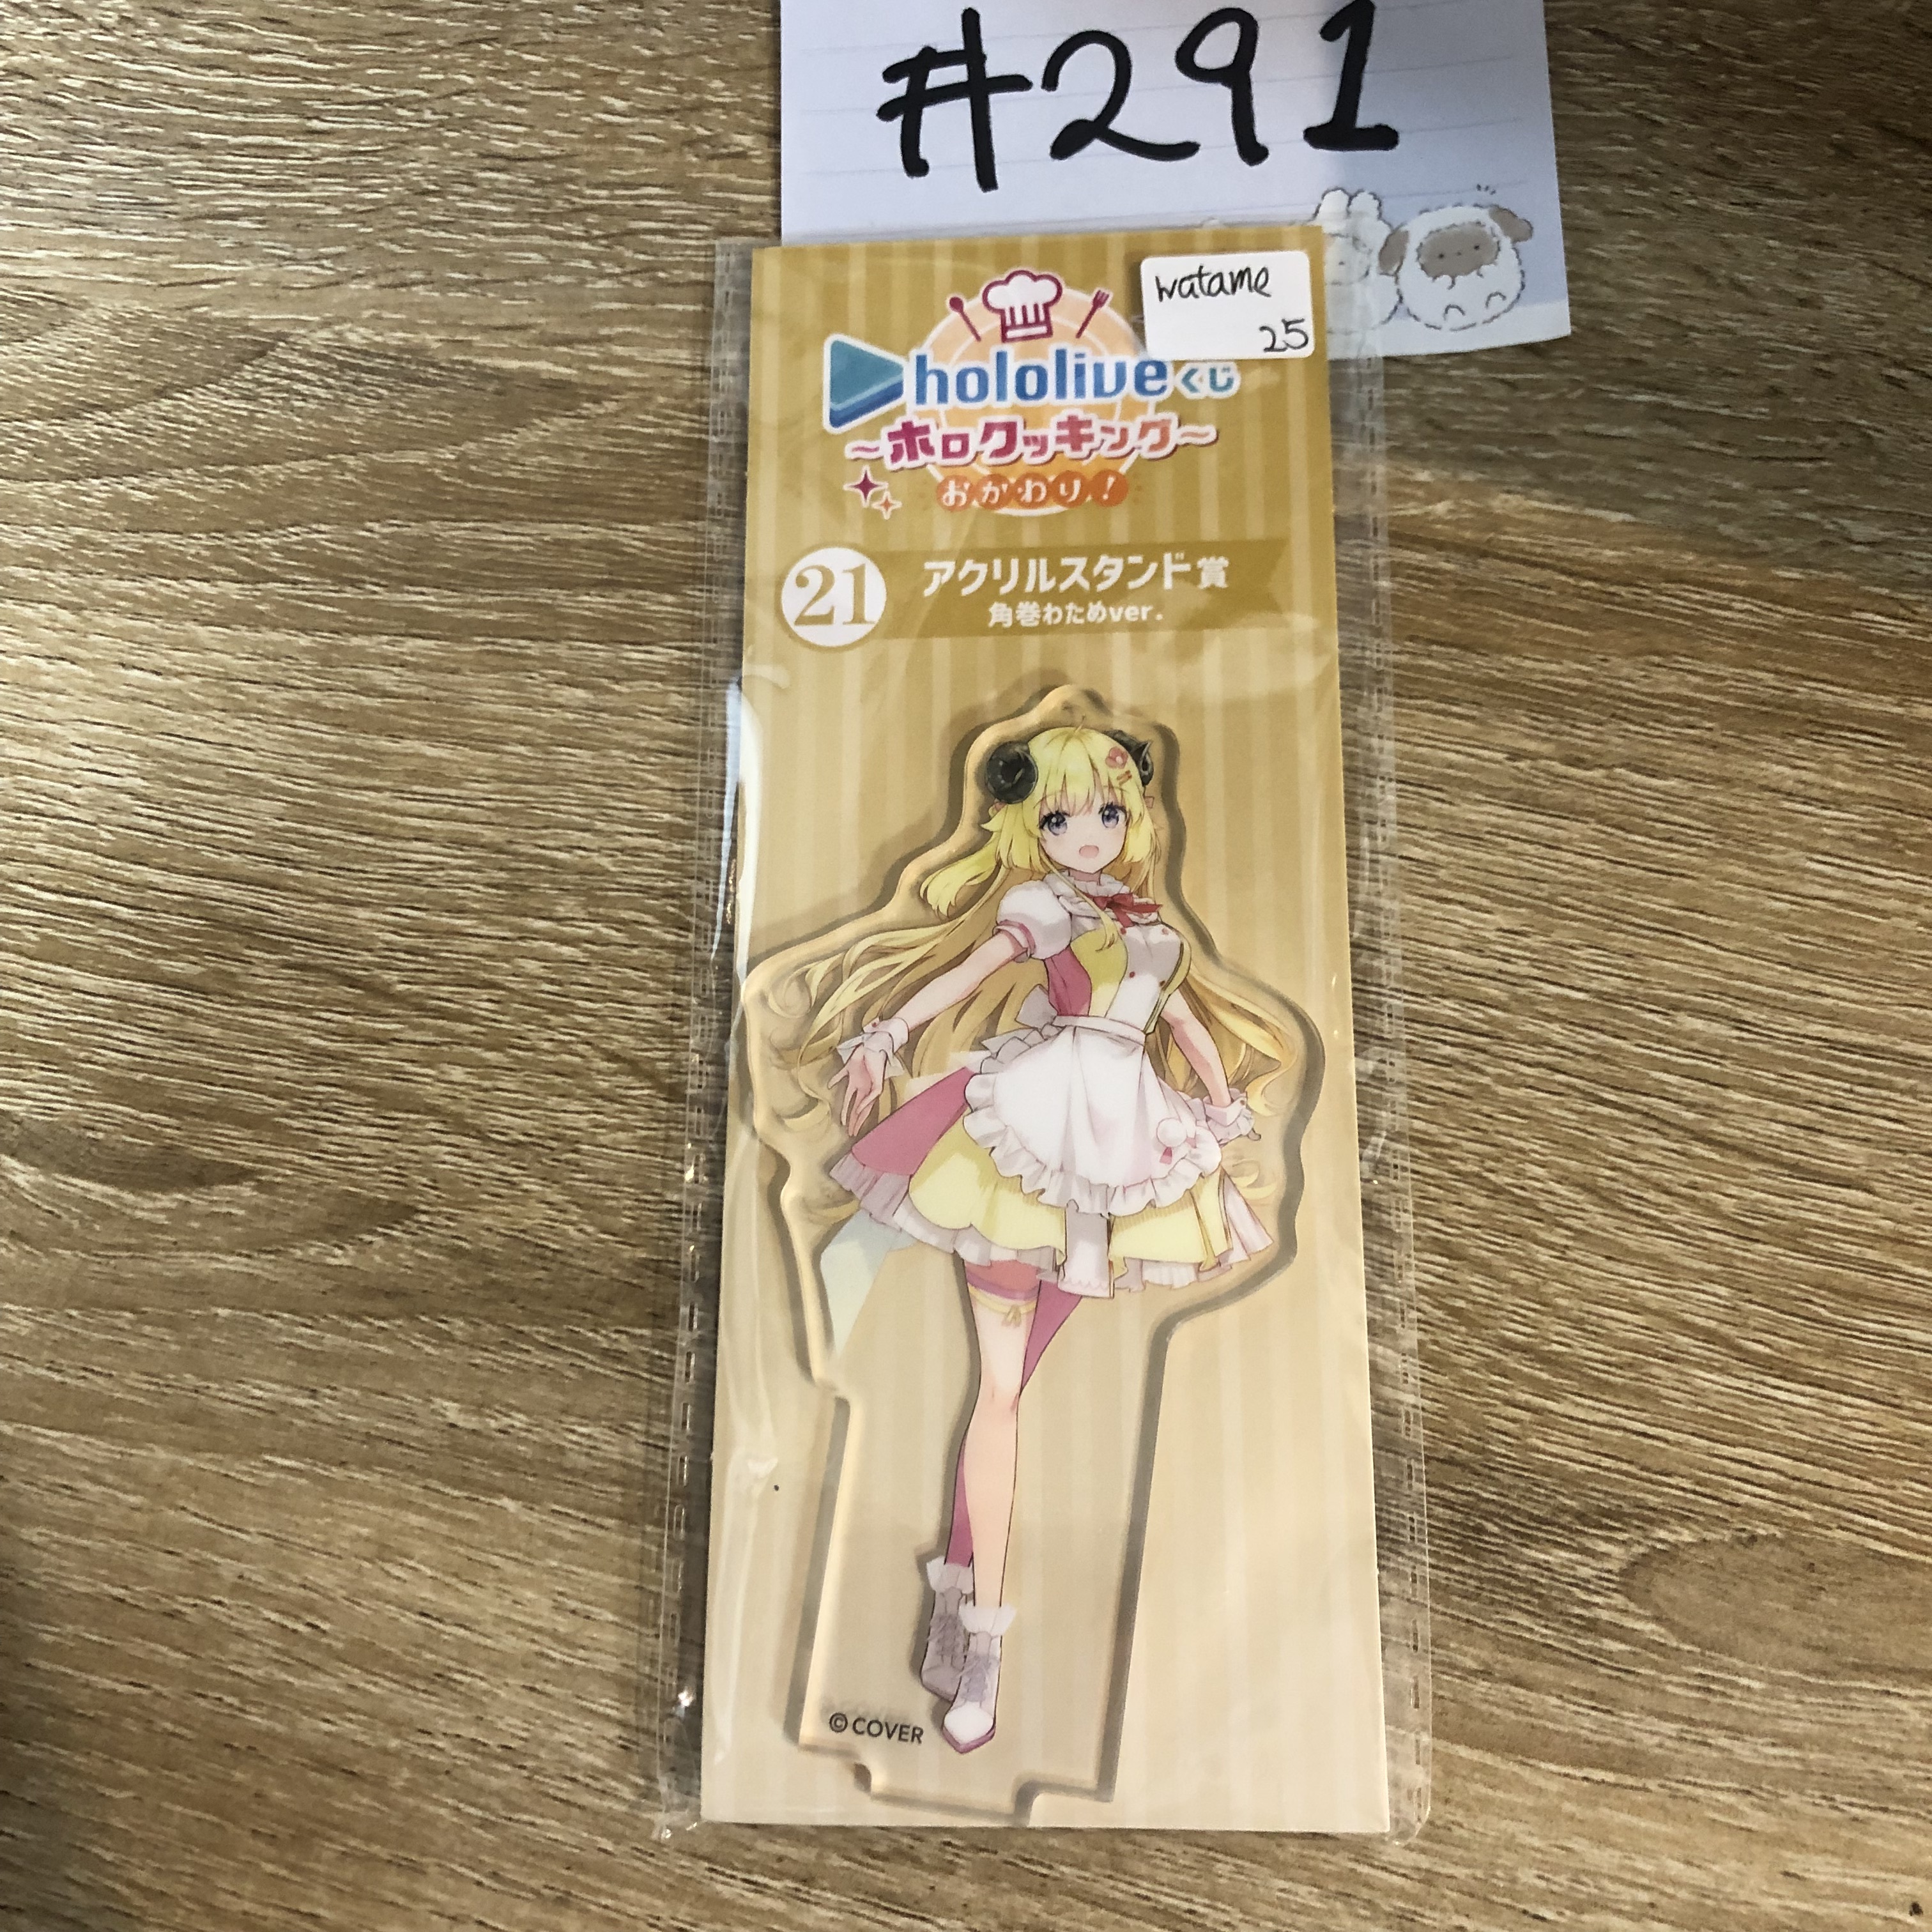 #291
watame
25
hololiveくじ
～ホロクッキング～
おかわり！
21
アクリルスタンド賞
角巻わためver.
©COVER